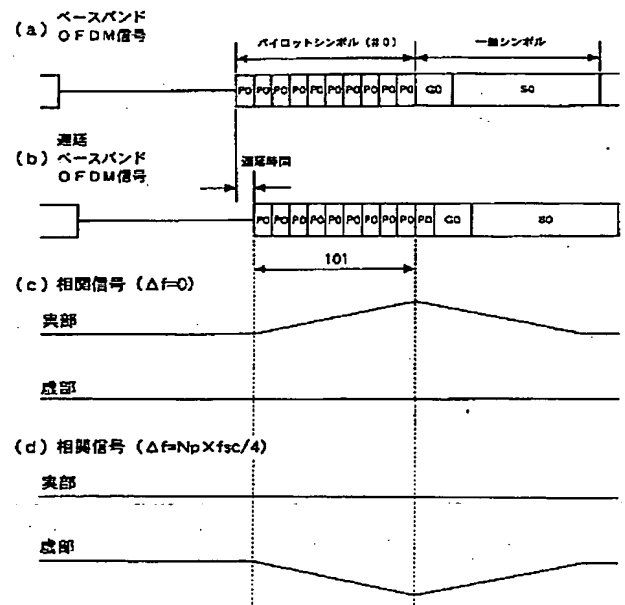 (a) ベースバンド
OFDM信号
パイロットシンボル (#0)
一般シンボル
P0 P0 P0 P0 P0 P0 P0 P0 P0 P0 G0 S0
遅延
(b) ベースバンド
OFDM信号
遅延時間
P0 P0 P0 P0 P0 P0 P0 P0 P0 P0 G0 S0
101
(c) 相関信号 (Δf=0)
実部
虚部
(d) 相関信号 (Δf=Np×fsc/4)
実部
虚部